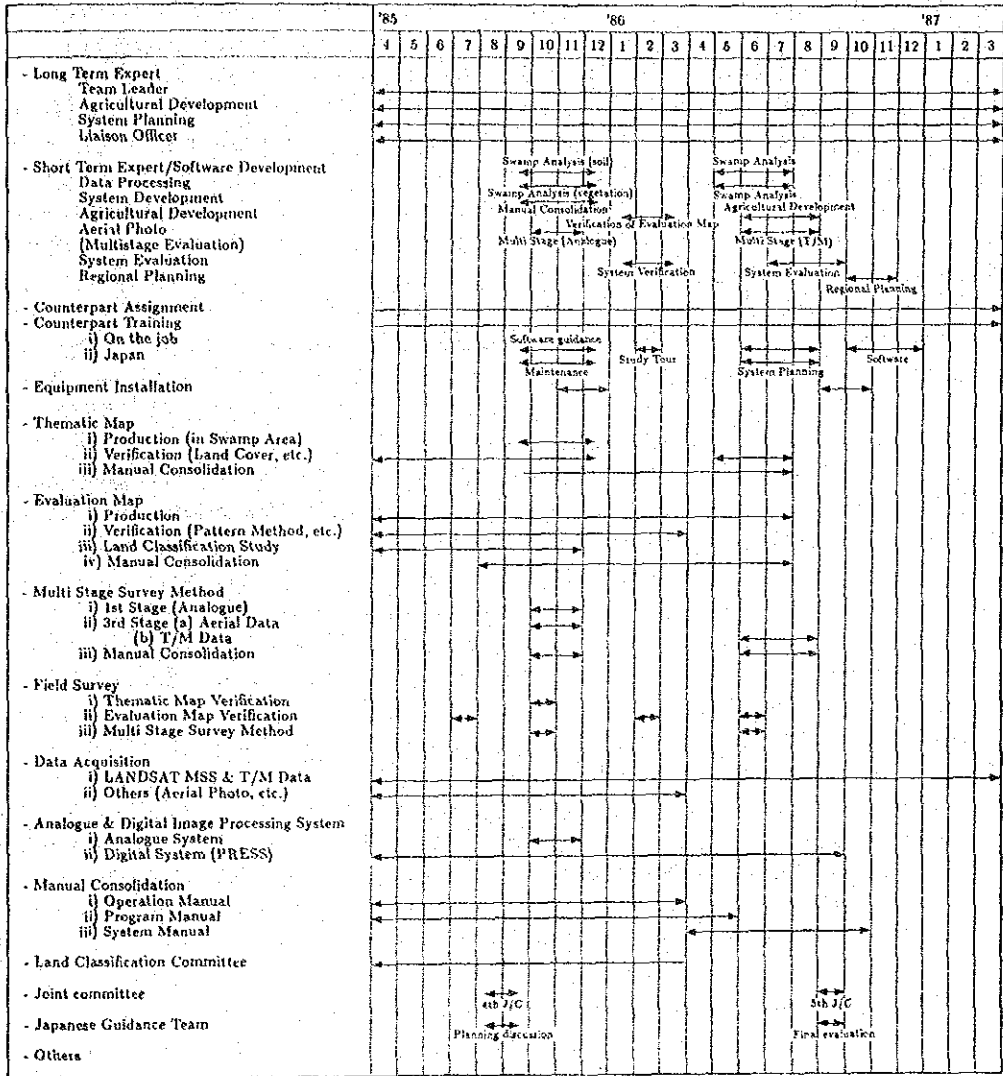 '85 '86 '87
4 5 6 7 8 9 10 11 12 1 2 3 4 5 6 7 8 9 10 11 12 1 2 3
- Long Term Expert
Team Leader
Agricultural Development
System Planning
Liaison Officer
- Short Term Expert/Software Development
Swamp Analysis (soil) Swamp Analysis
Data Processing
System Development
Swamp Analysis (vegetation) Swamp Analysis
Agricultural Development
Manual Consolidation Agricultural Development
Aerial Photo
Verification of Evaluation Map
(Multistage Evaluation)
Multi Stage (Analogue) Multi Stage (T/M)
System Evaluation
System Verification System Evaluation
Regional Planning
Regional Planning
- Counterpart Assignment
- Counterpart Training
i) On the job
Software guidance
ii) Japan
Study Tour Software
Maintenance System Planning
- Equipment Installation
- Thematic Map
i) Production (in Swamp Area)
ii) Verification (Land Cover, etc.)
iii) Manual Consolidation
- Evaluation Map
i) Production
ii) Verification (Pattern Method, etc.)
iii) Land Classification Study
iv) Manual Consolidation
- Multi Stage Survey Method
i) 1st Stage (Analogue)
ii) 3rd Stage (a) Aerial Data
(b) T/M Data
iii) Manual Consolidation
- Field Survey
i) Thematic Map Verification
ii) Evaluation Map Verification
iii) Multi Stage Survey Method
- Data Acquisition
i) LANDSAT MSS & T/M Data
ii) Others (Aerial Photo, etc.)
- Analogue & Digital Image Processing System
i) Analogue System
ii) Digital System (PRESS)
- Manual Consolidation
i) Operation Manual
ii) Program Manual
iii) System Manual
- Land Classification Committee
- Joint committee
4th J/C 5th J/C
- Japanese Guidance Team
Planning discussion Final evaluation
- Others